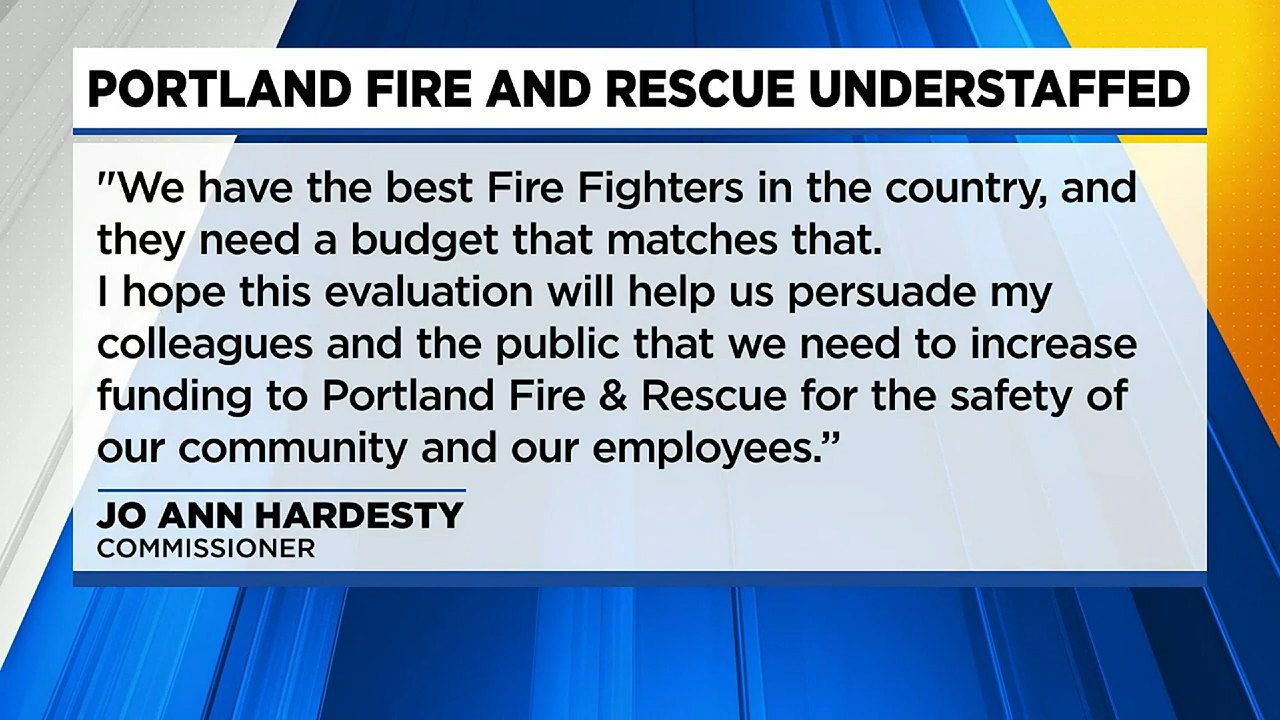 PORTLAND FIRE AND RESCUE UNDERSTAFFED
"We have the best Fire Fighters in the country, and
they need a budget that matches that.
I hope this evaluation will help us persuade my
colleagues and the public that we need to increase
funding to Portland Fire & Rescue for the safety of
our community and our employees.”
JO ANN HARDESTY
COMMISSIONER